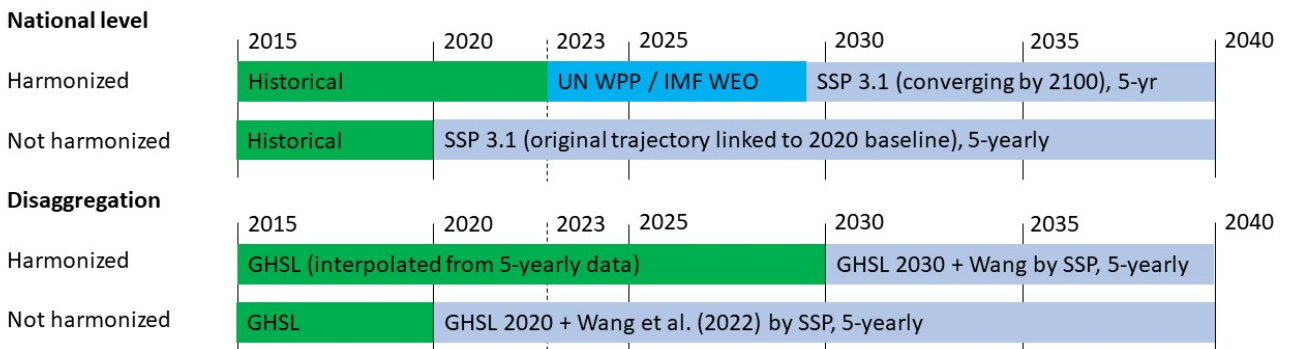 National level
2015 2020 2023 2025 2030 2035 2040
Harmonized Historical UN WPP / IMF WEO SSP 3.1 (converging by 2100), 5-yr
Not harmonized Historical SSP 3.1 (original trajectory linked to 2020 baseline), 5-yearly
Disaggregation
2015 2020 2023 2025 2030 2035 2040
Harmonized GHSL (interpolated from 5-yearly data) GHSL 2030 + Wang by SSP, 5-yearly
Not harmonized GHSL GHSL 2020 + Wang et al. (2022) by SSP, 5-yearly